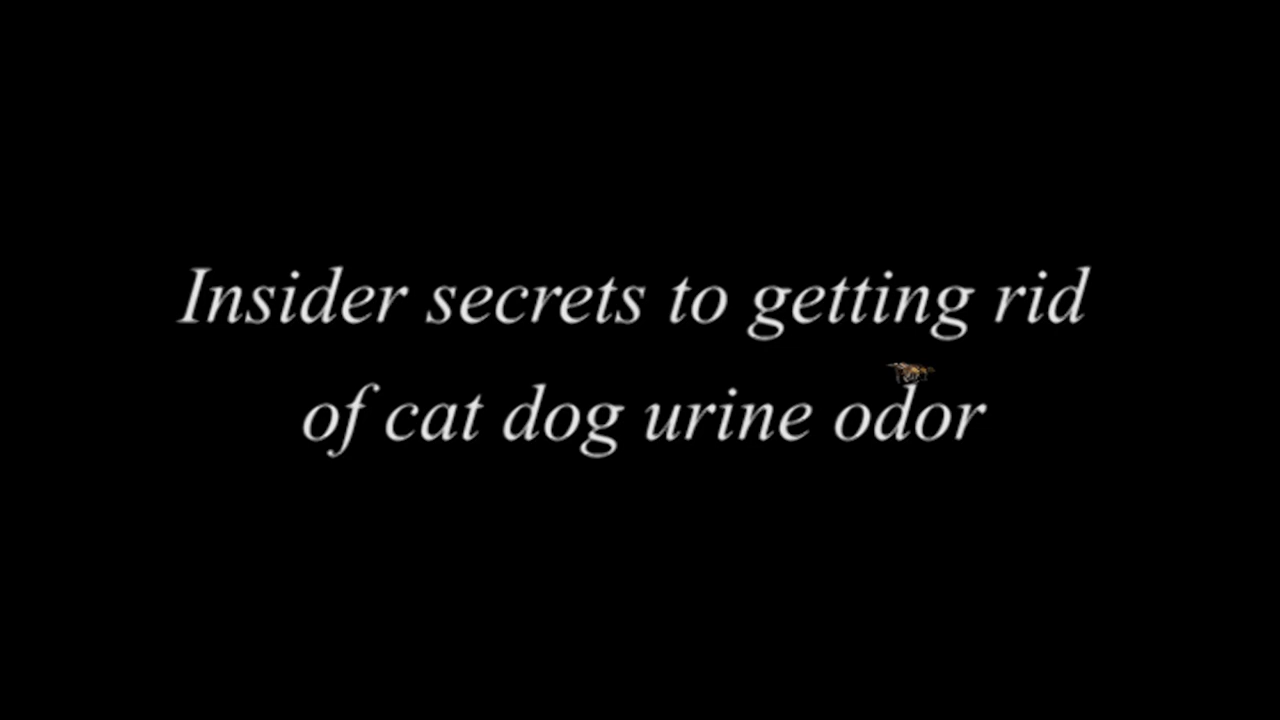 Insider secrets to getting rid
of cat dog urine odor